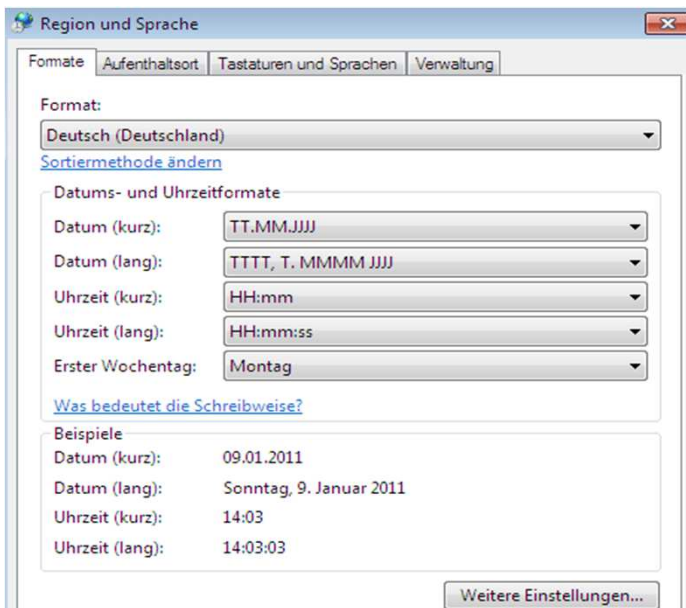 Region und Sprache
Formate Aufenthaltsort Tastaturen und Sprachen Verwaltung
Format:
Deutsch (Deutschland)
Sortiermethode ändern
Datums- und Uhrzeitformate
Datum (kurz): TT.MM.JJJJ
Datum (lang): TTTT, T. MMMM JJJJ
Uhrzeit (kurz): HH:mm
Uhrzeit (lang): HH:mm:ss
Erster Wochentag: Montag
Was bedeutet die Schreibweise?
Beispiele
Datum (kurz): 09.01.2011
Datum (lang): Sonntag, 9. Januar 2011
Uhrzeit (kurz): 14:03
Uhrzeit (lang): 14:03:03
Weitere Einstellungen...